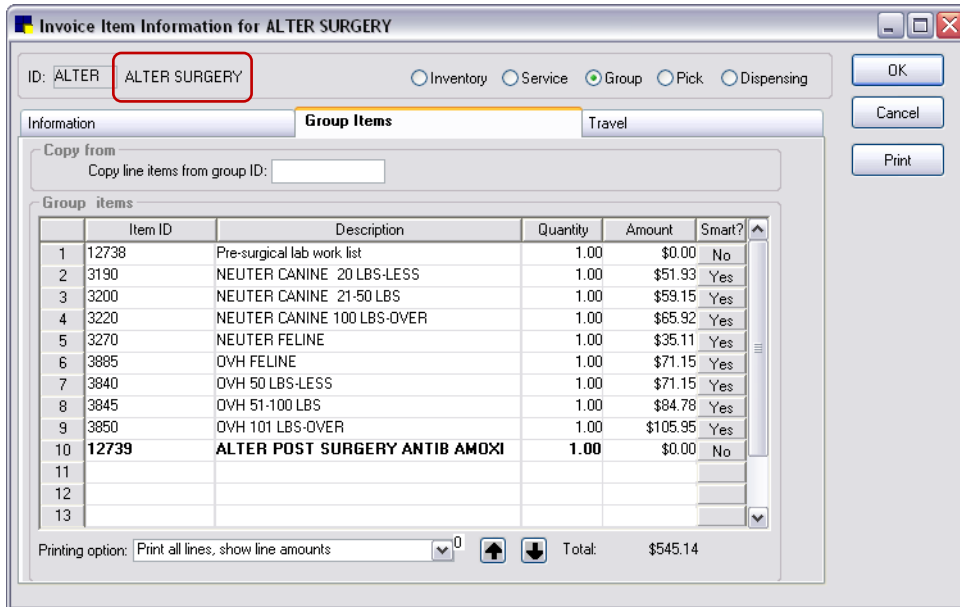 Invoice Item Information for ALTER SURGERY
ID: ALTER ALTER SURGERY Inventory Service Group Pick Dispensing OK
Information Group Items Travel Cancel
Copy from
Copy line items from group ID: Print
Group items
Item ID Description Quantity Amount Smart?
1 12738 Pre-surgical lab work list 1.00 $0.00 No
2 3190 NEUTER CANINE 20 LBS-LESS 1.00 $51.93 Yes
3 3200 NEUTER CANINE 21-50 LBS 1.00 $59.15 Yes
4 3220 NEUTER CANINE 100 LBS-OVER 1.00 $65.92 Yes
5 3270 NEUTER FELINE 1.00 $35.11 Yes
6 3885 OVH FELINE 1.00 $71.15 Yes
7 3840 OVH 50 LBS-LESS 1.00 $71.15 Yes
8 3845 OVH 51-100 LBS 1.00 $84.78 Yes
9 3850 OVH 101 LBS-OVER 1.00 $105.95 Yes
10 12739 ALTER POST SURGERY ANTIB AMOXI 1.00 $0.00 No
11
12
13
Printing option: Print all lines, show line amounts 0 Total: $545.14